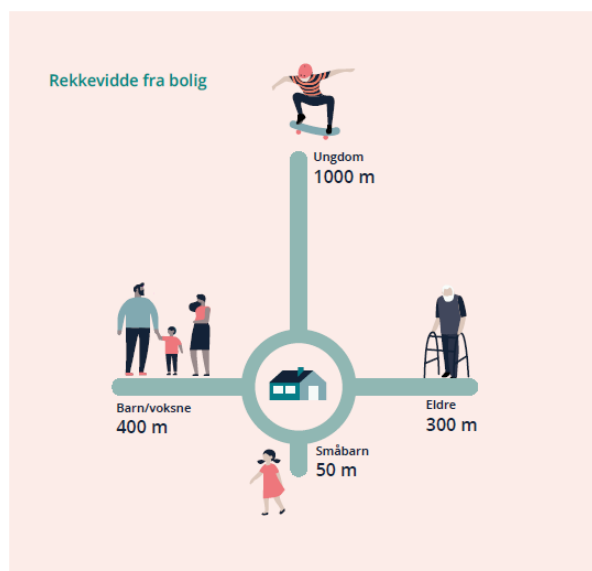 Rekkevidde fra bolig
Ungdom
1000 m
Barn/voksne
400 m
Eldre
300 m
Småbarn
50 m